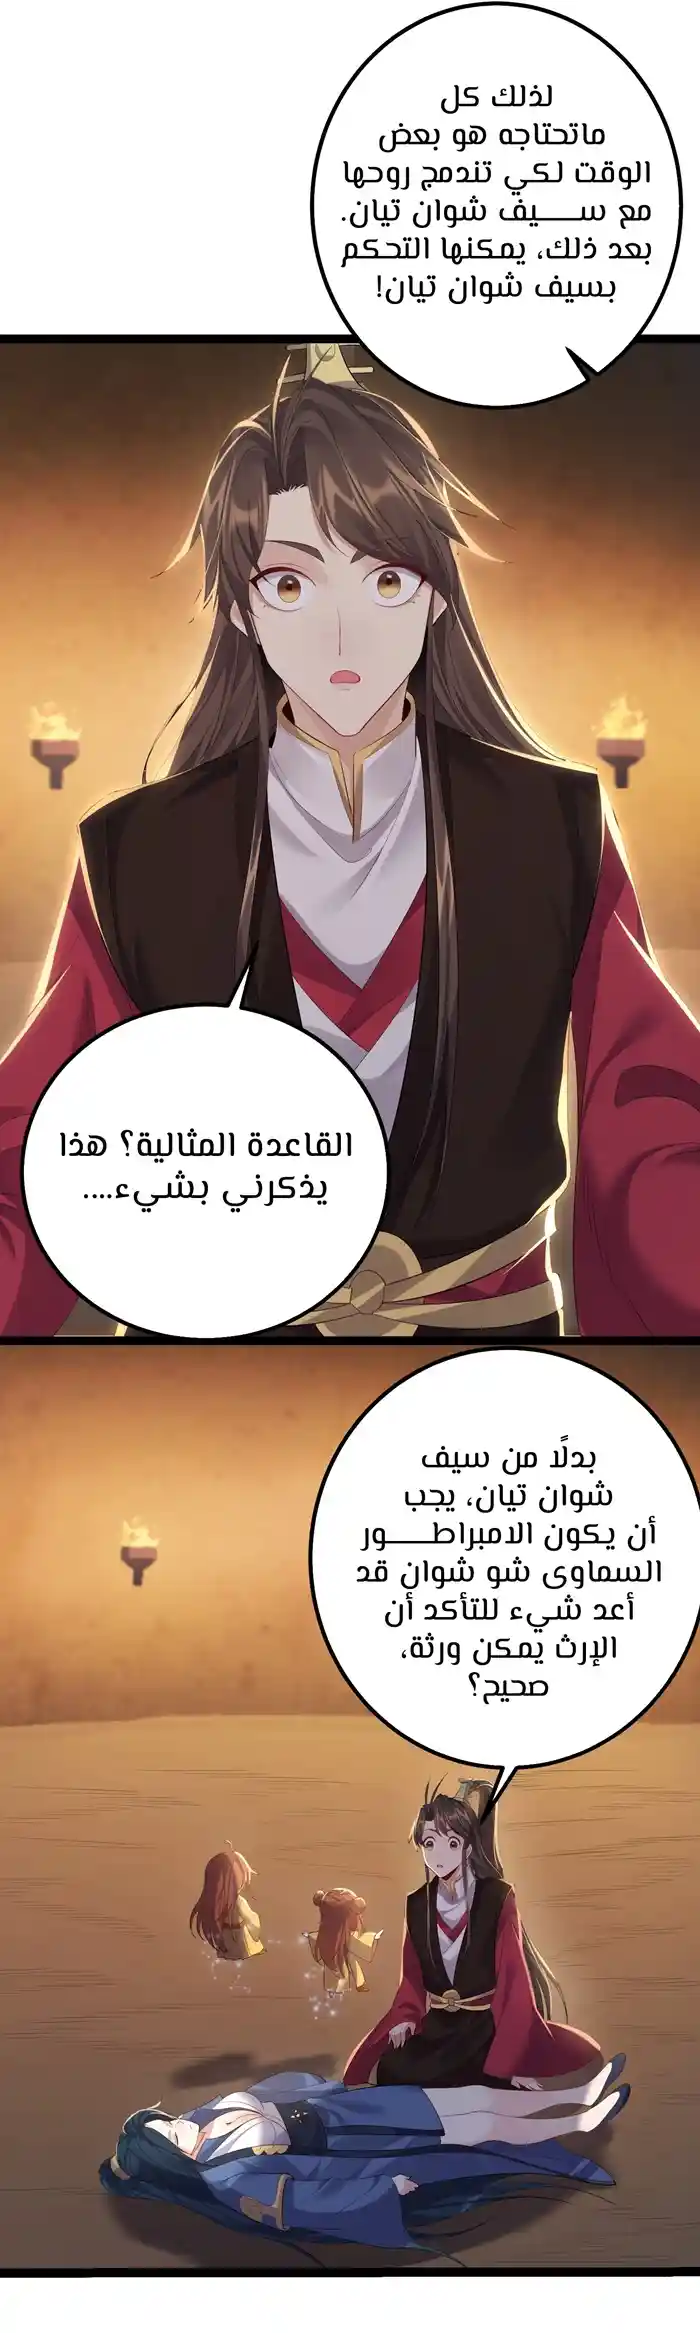 لذلك كل
ماتحتاجه هو بعض
الوقت لكي تندمج روحها
مع سيف شوان تيان.
بعد ذلك، يمكنها التحكم
بسيف شوان تيان!
القاعدة المثالية؟ هذا
يذكرني بشيء....
بدلًا من سيف
شوان تيان، يجب
أن يكون الامبراطور
السماوى شو شوان قد
أعد شيء للتأكد أن
الإرث يمكن ورثة،
صحيح؟